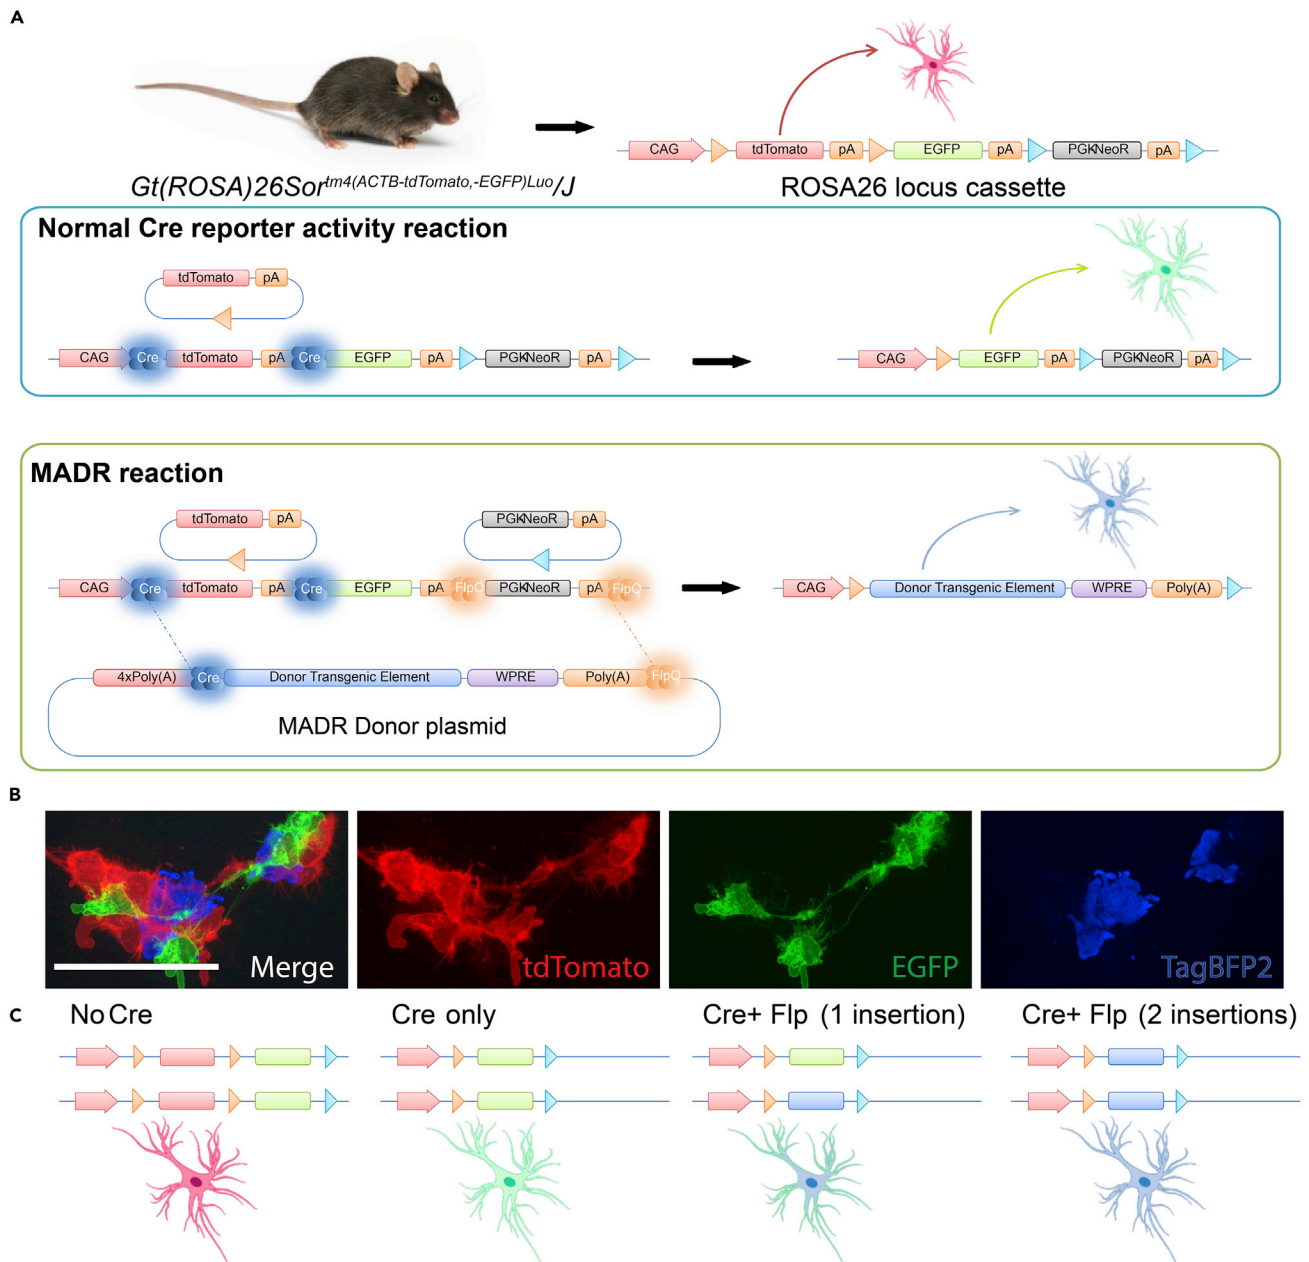 A
CAG tdTomato pA EGFP pA PGKNeoR pA
Gt(ROSA)26Sortm4(ACTB-tdTomato,-EGFP)Luo/J
ROSA26 locus cassette
Normal Cre reporter activity reaction
tdTomato pA
CAG Cre tdTomato pA Cre EGFP pA PGKNeoR pA
CAG EGFP pA PGKNeoR pA
MADR reaction
tdTomato pA PGKNeoR pA
CAG Cre tdTomato pA Cre EGFP pA FlpO PGKNeoR pA FlpO
CAG Donor Transgenic Element WPRE Poly(A)
4xPoly(A) Cre Donor Transgenic Element WPRE Poly(A) FlpO
MADR Donor plasmid
B
Merge tdTomato EGFP TagBFP2
C
No Cre Cre only Cre+ Flp (1 insertion) Cre+ Flp (2 insertions)